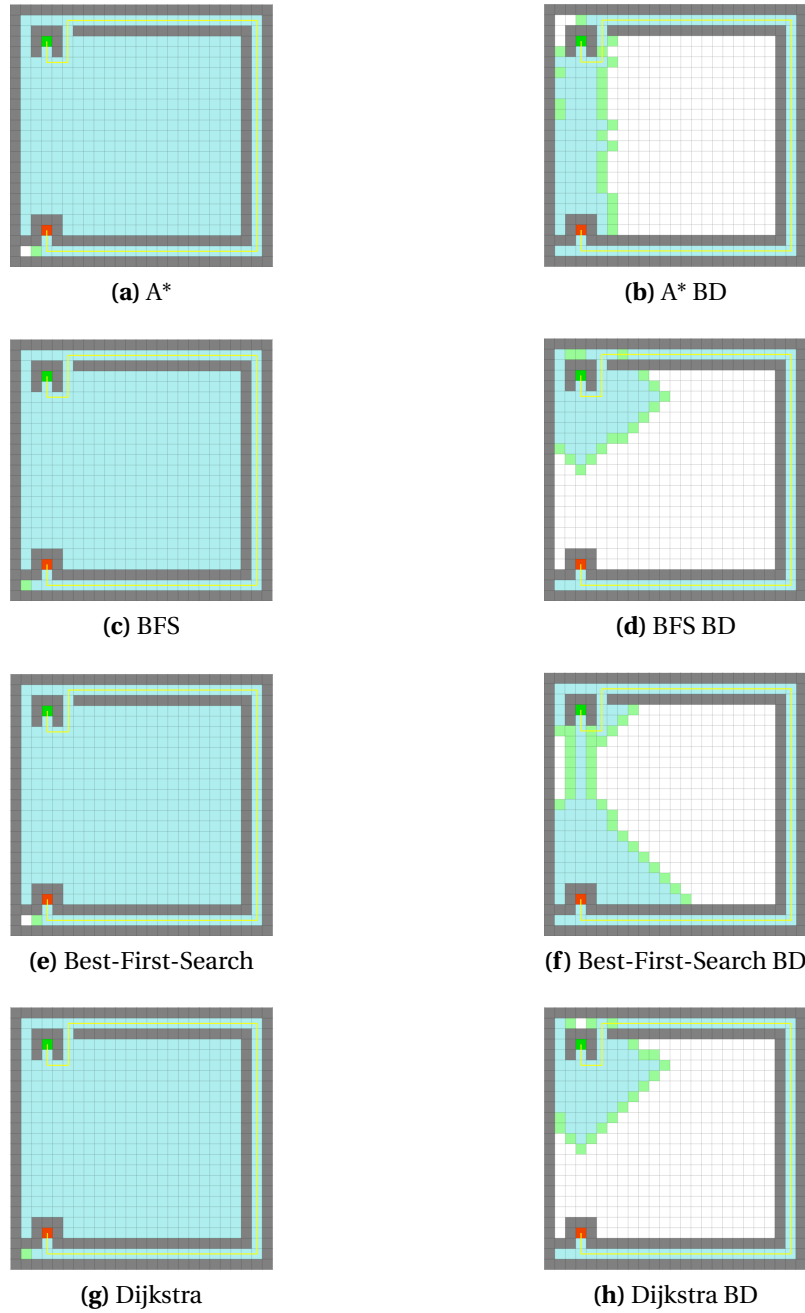 (a) A*
(b) A* BD
(c) BFS
(d) BFS BD
(e) Best-First-Search
(f) Best-First-Search BD
(g) Dijkstra
(h) Dijkstra BD